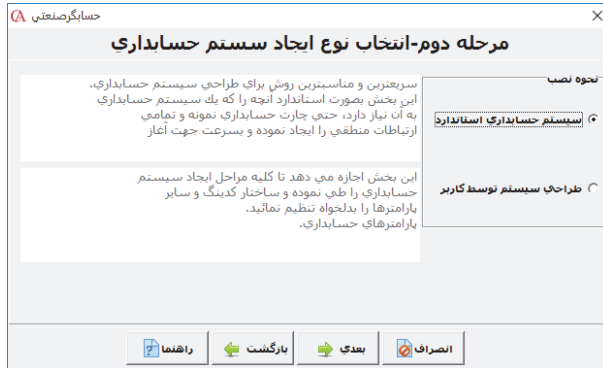 حسابگرصنعتي
مرحله دوم-انتخاب نوع ايجاد سستم حسابداري
نحوه نصب
سيستم حسابداري استاندارد
سريعترين و مناسبترين روش براي طراحي سيستم حسابداري.
اين بخش بصورت استاندارد آنچه را كه يك سيستم حسابداري
به آن نياز دارد، حتي چارت حسابداري نمونه و تمامي
ارتباطات منطقي را ايجاد نموده و بسرعت جهت آغاز
طراحي سيستم توسط كاربر
اين بخش اجازه مي دهد تا كليه مراحل ايجاد سيستم
حسابداري را طي نموده و ساختار كدينگ و ساير
پارامترها را بدلخواه تنظيم نمائيد.
پارامترهاي حسابداري.
انصراف
بعدي
بازگشت
راهنما